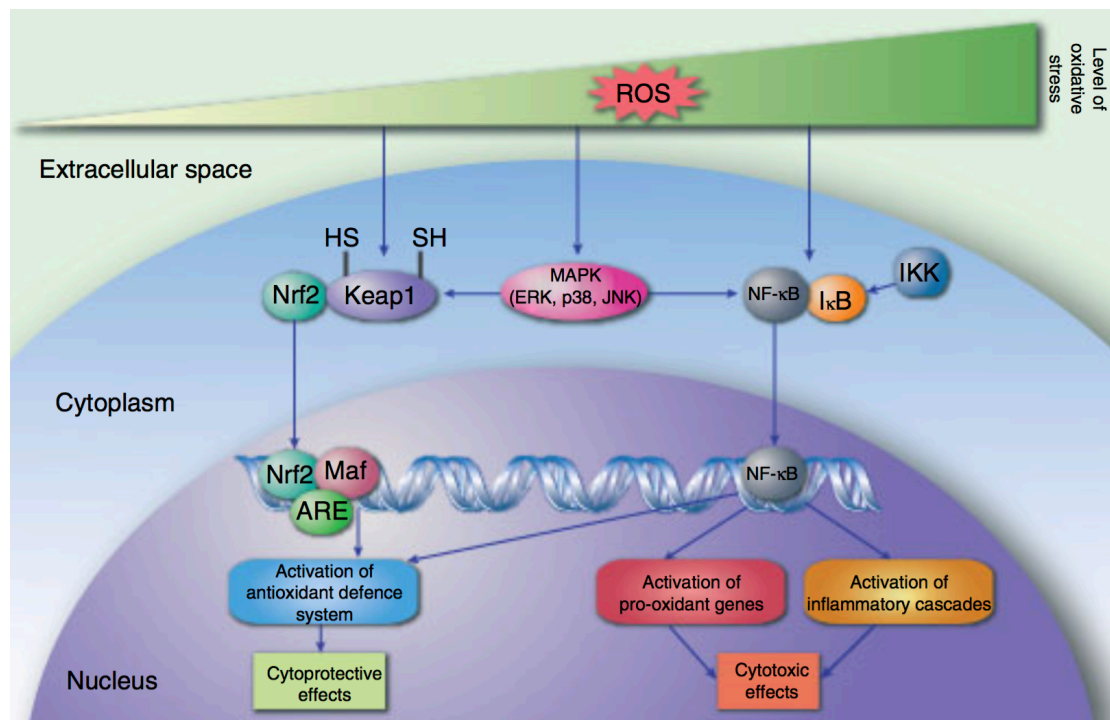 Level of
oxidative
stress
ROS
Extracellular space
HS
SH
Nrf2
Keap1
MAPK
(ERK, p38, JNK)
NF-κB
IκB
IKK
Cytoplasm
Nrf2
Maf
ARE
NF-κB
Activation of
antioxidant defence
system
Activation of
pro-oxidant genes
Activation of
inflammatory cascades
Cytoprotective
effects
Cytotoxic
effects
Nucleus